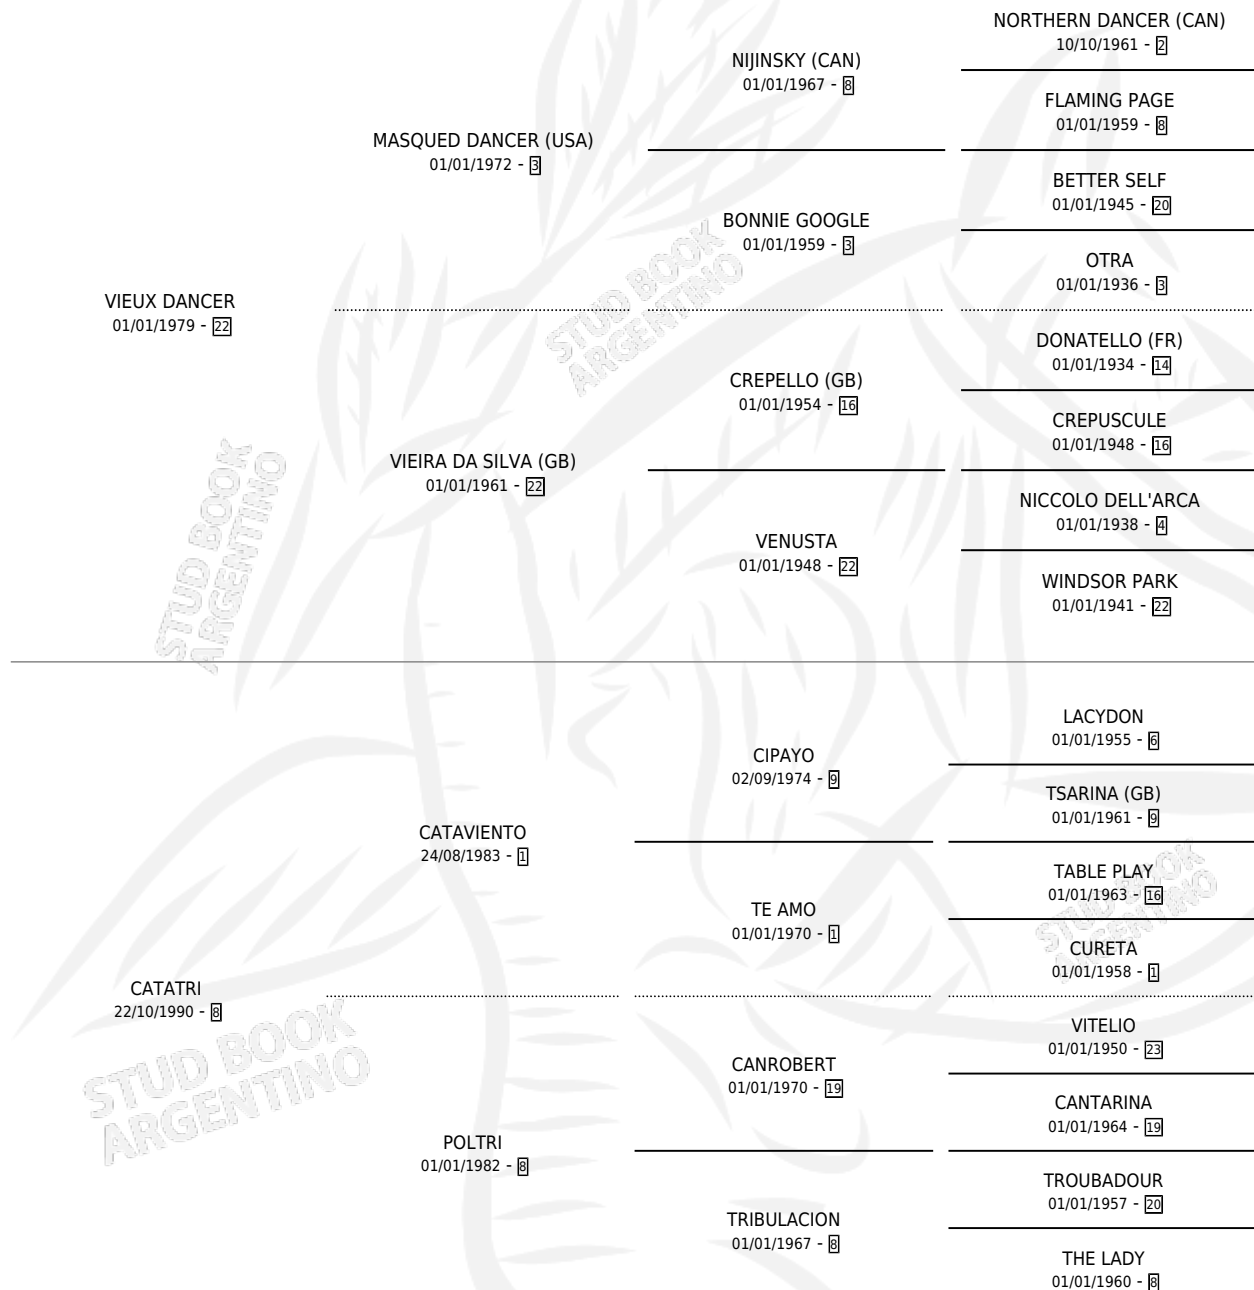 NORTHERN DANCER (CAN)
10/10/1961 - 2
NIJINSKY (CAN)
01/01/1967 - 8
FLAMING PAGE
01/01/1959 - 8
MASQUED DANCER (USA)
01/01/1972 - 3
BETTER SELF
01/01/1945 - 20
BONNIE GOOGLE
01/01/1959 - 3
OTRA
01/01/1936 - 3
VIEUX DANCER
01/01/1979 - 22
DONATELLO (FR)
01/01/1934 - 14
CREPELLO (GB)
01/01/1954 - 16
CREPUSCULE
01/01/1948 - 16
VIEIRA DA SILVA (GB)
01/01/1961 - 22
NICCOLO DELL'ARCA
01/01/1938 - 4
VENUSTA
01/01/1948 - 22
WINDSOR PARK
01/01/1941 - 22
LACYDON
01/01/1955 - 6
CIPAYO
02/09/1974 - 9
TSARINA (GB)
01/01/1961 - 9
CATAVIENTO
24/08/1983 - 1
TABLE PLAY
01/01/1963 - 16
TE AMO
01/01/1970 - 1
CURETA
01/01/1958 - 1
CATATRI
22/10/1990 - 8
VITELIO
01/01/1950 - 23
CANROBERT
01/01/1970 - 19
CANTARINA
01/01/1964 - 19
POLTRI
01/01/1982 - 8
TROUBADOUR
01/01/1957 - 20
TRIBULACION
01/01/1967 - 8
THE LADY
01/01/1960 - 8
STUD BOOK
ARGENTINO
STUD BOOK
ARGENTINO
STUD BOOK
ARGENTINO
STUD BOOK
ARGENTINO